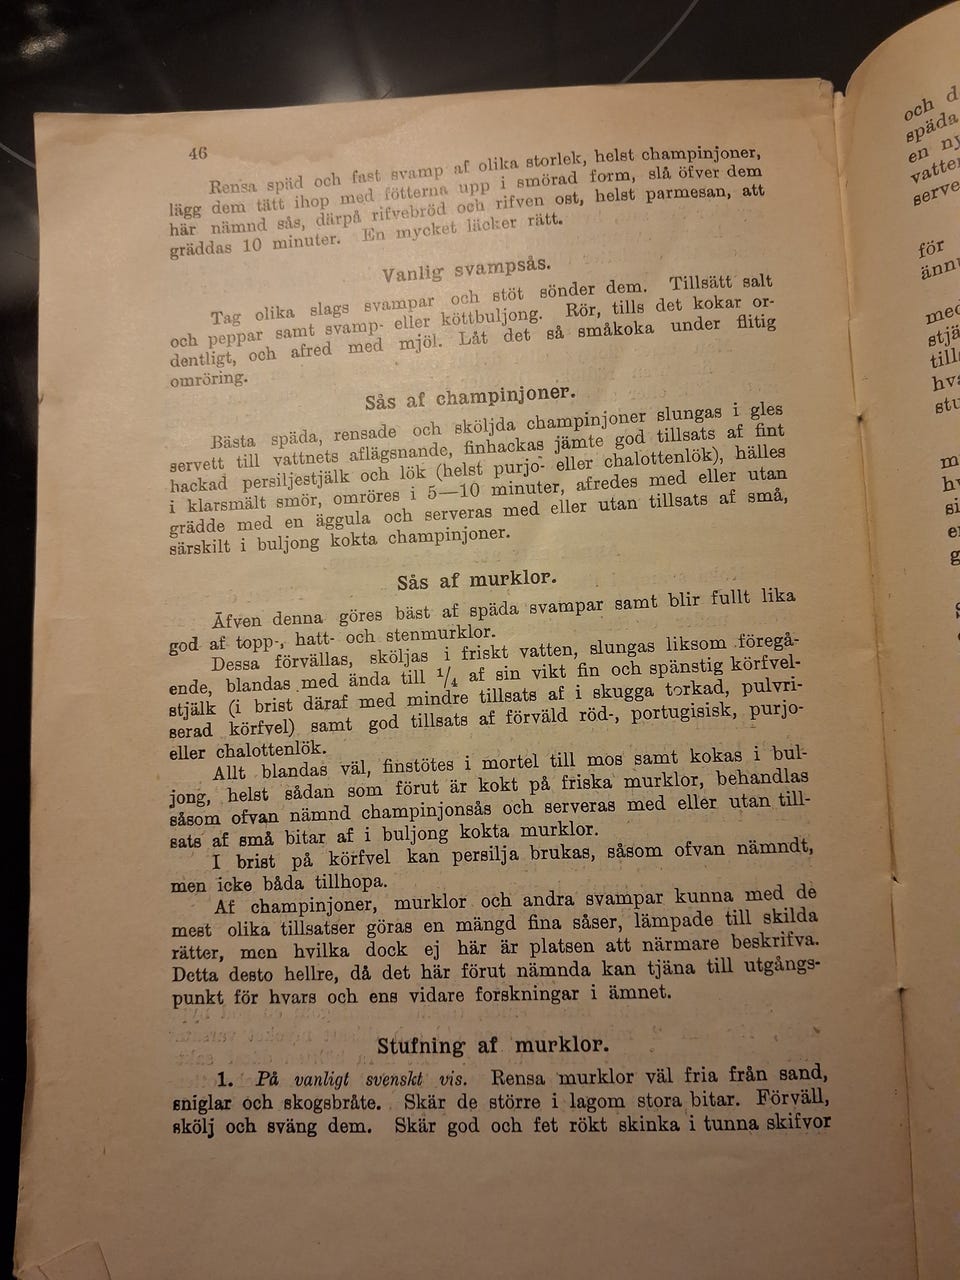 46
Rensa späd och fast svamp af olika storlek, helst champinjoner,
lägg dem tätt ihop med fötterna upp i smörad form, slå öfver dem
här nämnd sås, därpå rifvebröd och rifven ost, helst parmesan, att
gräddas 10 minuter. En mycket läcker rätt.
Vanlig svampsås.
Tag olika slags svampar och stöt sönder dem. Tillsätt salt
och peppar samt svamp- eller köttbuljong. Rör, tills det kokar or-
dentligt, och afred med mjöl. Låt det så småkoka under flitig
omröring.
Sås af champinjoner.
Bästa späda, rensade och sköljda champinjoner slungas i gles
servett till vattnets aflägsnande, finhackas jämte god tillsats af fint
hackad persiljestjälk och lök (helst purjo- eller chalottenlök), hälles
i klarsmält smör, omröres i 5—10 minuter, afredes med eller utan
grädde med en äggula och serveras med eller utan tillsats af små,
särskilt i buljong kokta champinjoner.
Sås af murklor.
Äfven denna göres bäst af späda svampar samt blir fullt lika
god af topp-, hatt- och stenmurklor.
Dessa förvällas, sköljas i friskt vatten, slungas liksom föregå-
ende, blandas med ända till 1/4 af sin vikt fin och spänstig körfvel-
stjälk (i brist däraf med mindre tillsats af i skugga torkad, pulvri-
serad körfvel) samt god tillsats af förväld röd-, portugisisk, purjo-
eller chalottenlök.
Allt blandas väl, finstötes i mortel till mos samt kokas i bul-
jong, helst sådan som förut är kokt på friska murklor, behandlas
såsom ofvan nämnd champinjonsås och serveras med eller utan till-
sats af små bitar af i buljong kokta murklor.
I brist på körfvel kan persilja brukas, såsom ofvan nämndt,
men icke båda tillhopa.
Af champinjoner, murklor och andra svampar kunna med de
mest olika tillsatser göras en mängd fina såser, lämpade till skilda
rätter, men hvilka dock ej här är platsen att närmare beskrifva.
Detta desto hellre, då det här förut nämnda kan tjäna till utgångs-
punkt för hvars och ens vidare forskningar i ämnet.
Stufning af murklor.
1. På vanligt svenskt vis. Rensa murklor väl fria från sand,
sniglar och skogsbråte. Skär de större i lagom stora bitar. Förväll,
skölj och sväng dem. Skär god och fet rökt skinka i tunna skifvor
och
späda
en
serve
för